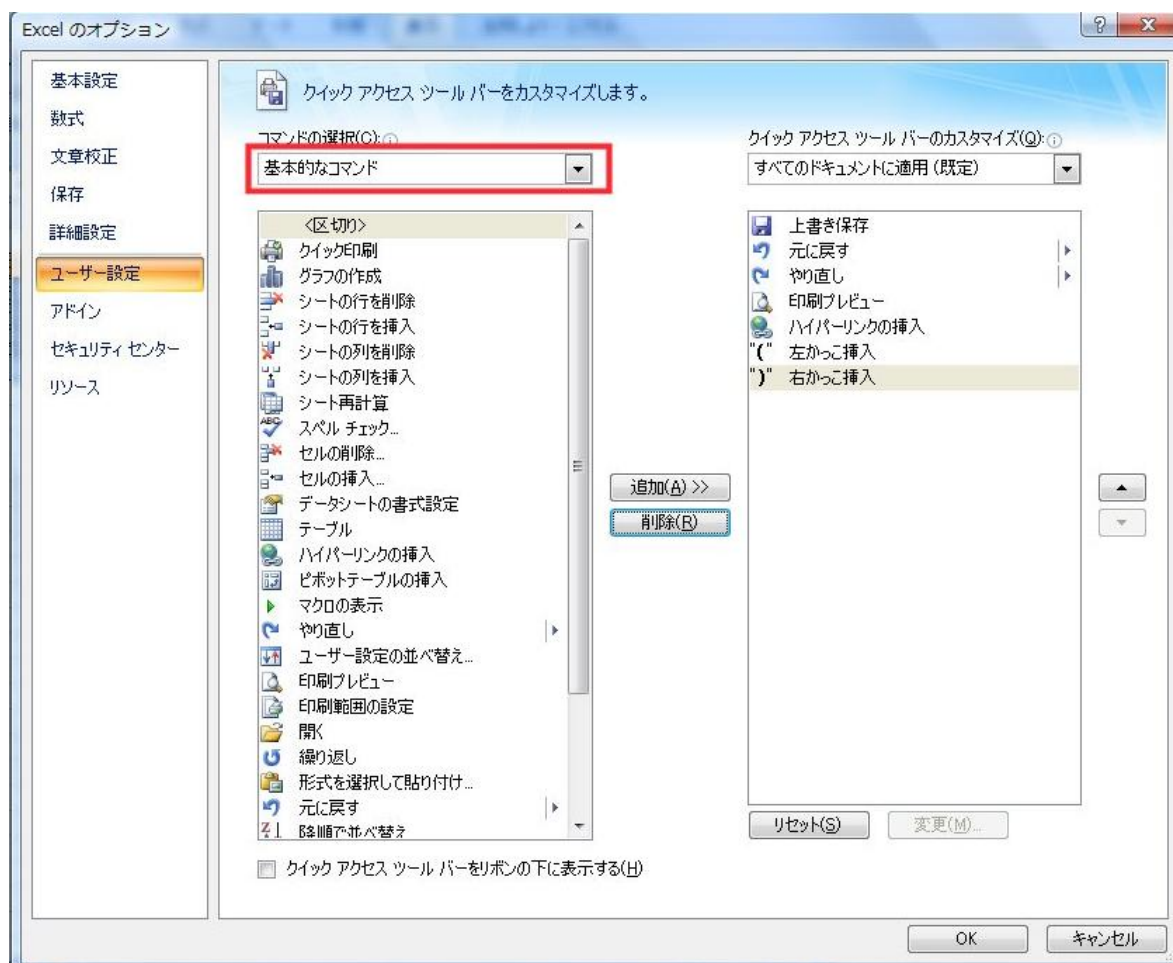 Excel のオプション
基本設定
数式
文章校正
保存
詳細設定
ユーザー設定
アドイン
セキュリティ センター
リソース
クイック アクセス ツール バーをカスタマイズします。
コマンドの選択(C):
基本的なコマンド
<区切り>
クイック印刷
グラフの作成
シートの行を削除
シートの行を挿入
シートの列を削除
シートの列を挿入
シート再計算
スペル チェック...
セルの削除...
セルの挿入...
データシートの書式設定
テーブル
ハイパーリンクの挿入
ピボットテーブルの挿入
マクロの表示
やり直し
ユーザー設定の並べ替え...
印刷プレビュー
印刷範囲の設定
開く
繰り返し
形式を選択して貼り付け...
元に戻す
降順で並べ替え
クイック アクセス ツール バーをリボンの下に表示する(H)
追加(A) >>
削除(R)
クイック アクセス ツール バーのカスタマイズ(Q):
すべてのドキュメントに適用 (既定)
上書き保存
元に戻す
やり直し
印刷プレビュー
ハイパーリンクの挿入
"(" 左かっこ挿入
")" 右かっこ挿入
リセット(S)
変更(M)...
OK
キャンセル